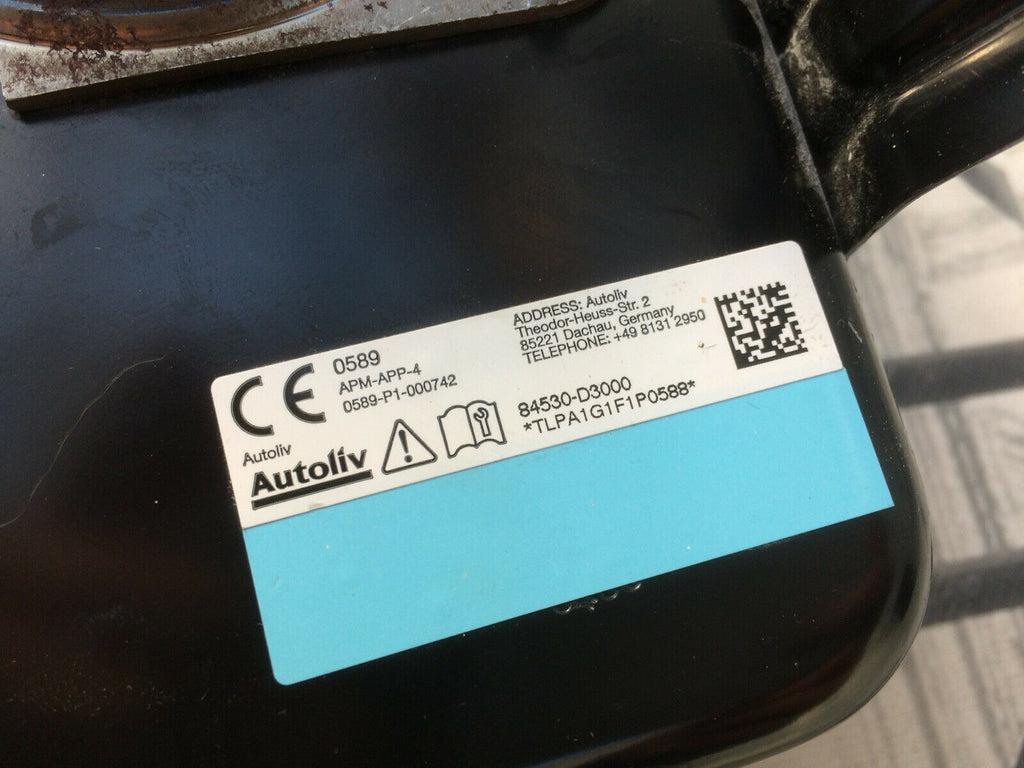 CE 0589
APM-APP-4
0589-P1-000742
Autoliv
Autoliv
ADDRESS: Autoliv
Theodor-Heuss-Str. 2
85221 Dachau, Germany
TELEPHONE: +49 8131 2950
84530-D3000
*TLPA1G1F1P0588*